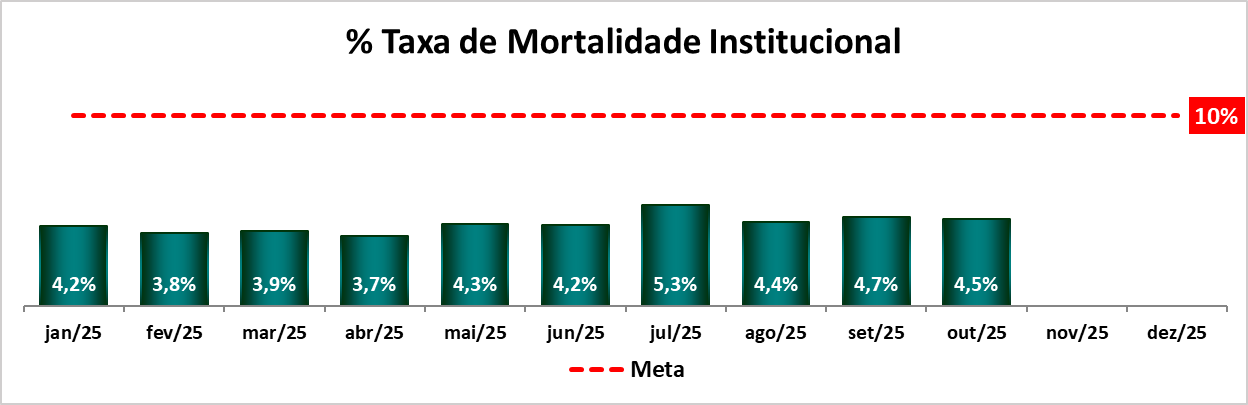 % Taxa de Mortalidade Institucional
10%
4,2% 3,8% 3,9% 3,7% 4,3% 4,2% 5,3% 4,4% 4,7% 4,5%
jan/25 fev/25 mar/25 abr/25 mai/25 jun/25 jul/25 ago/25 set/25 out/25 nov/25 dez/25
Meta